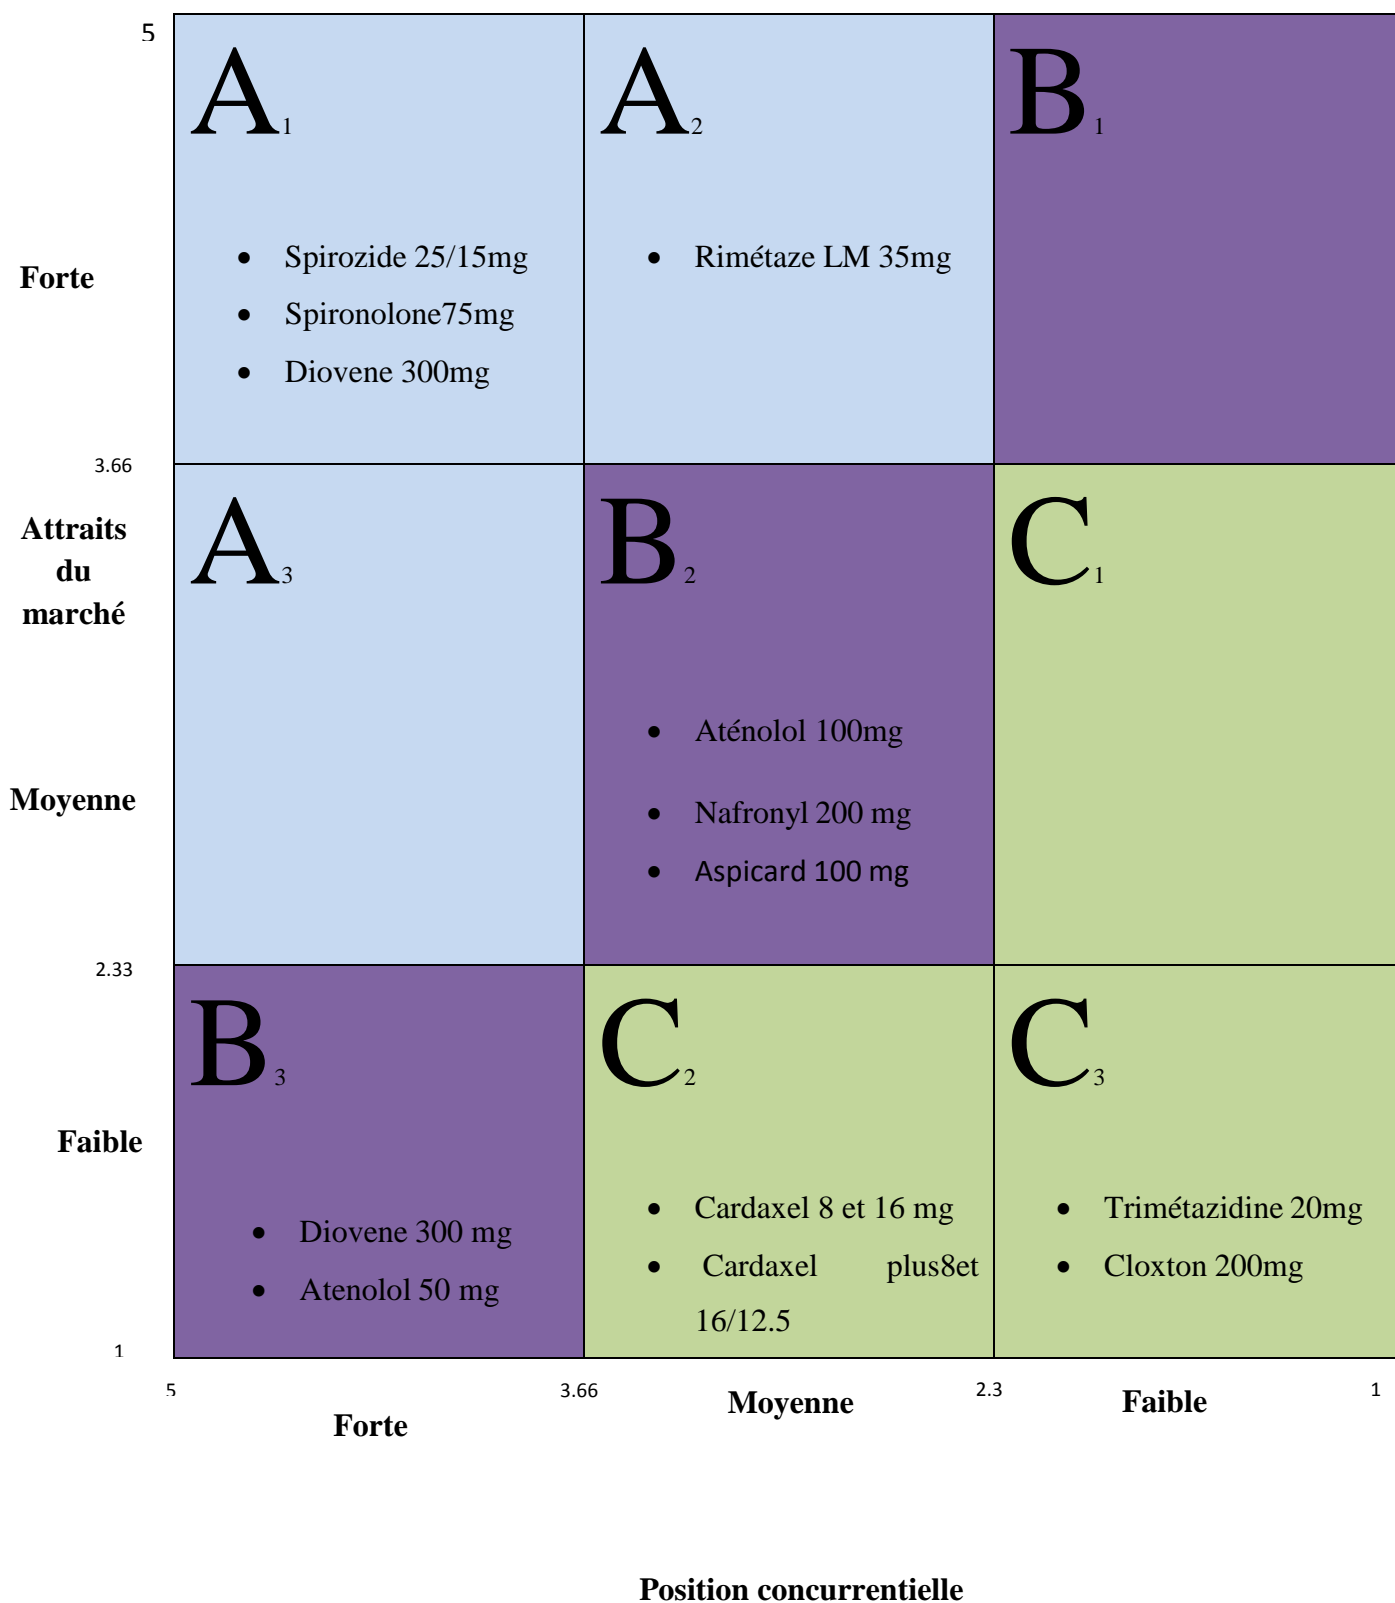 5
A1
A2
B1
Forte
• Spirozide 25/15mg
• Spironolone75mg
• Diovene 300mg
• Rimétaze LM 35mg
3.66
Attraits
du
marché
A3
B2
C1
Moyenne
• Aténolol 100mg
• Nafronyl 200 mg
• Aspicard 100 mg
2.33
B3
C2
C3
Faible
• Diovene 300 mg
• Atenolol 50 mg
• Cardaxel 8 et 16 mg
• Cardaxel plus8et
16/12.5
• Trimétazidine 20mg
• Cloxton 200mg
1
5 3.66 2.3 1
Forte Moyenne Faible
Position concurrentielle